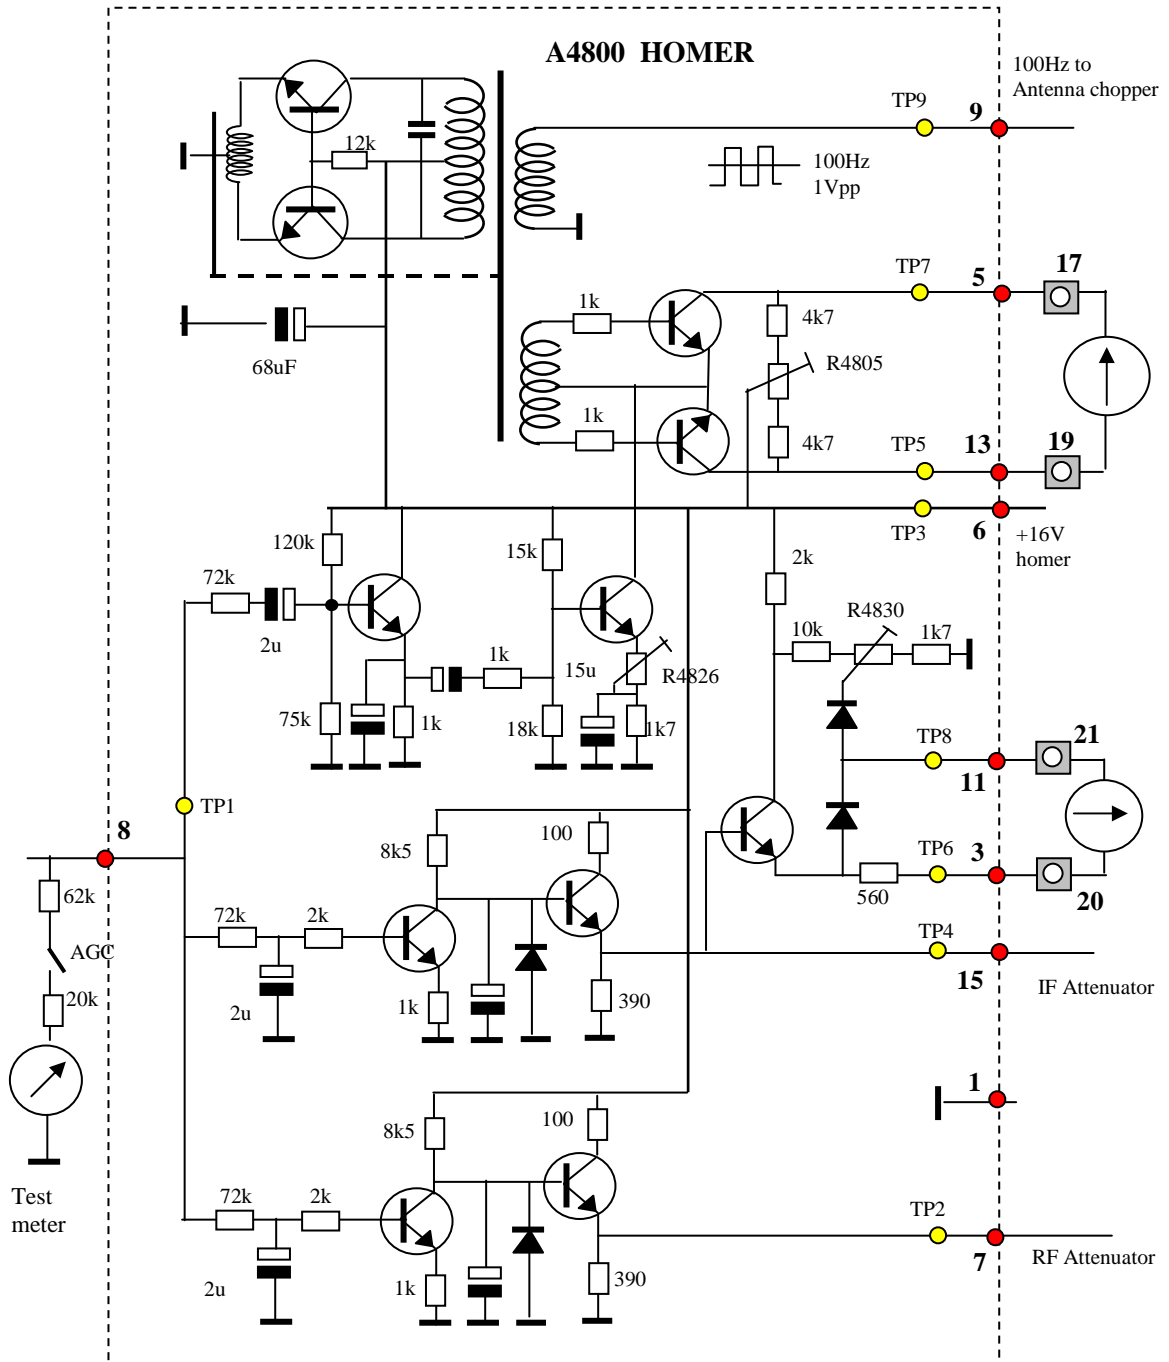 A4800 HOMER
100Hz to
Antenna chopper
TP9
9
12k
100Hz
1Vpp
TP7
5
17
1k
4k7
R4805
68uF
1k
4k7
TP5
13
19
TP3
6
+16V
homer
120k
15k
2k
72k
R4830
10k
1k7
2u
1k
15u
R4826
75k
1k
18k
1k7
TP8
11
21
TP1
8
100
8k5
TP6
3
20
560
62k
72k
2k
TP4
15
IF Attenuator
AGC
20k
2u
1k
390
1
8k5
100
Test
meter
72k
2k
TP2
7
RF Attenuator
2u
1k
390